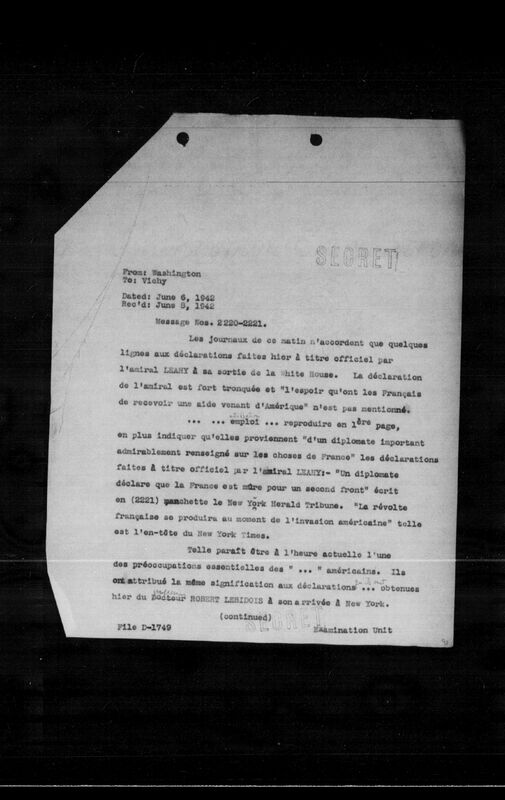 SECRET
From: Washington
To: Vichy
Dated: June 6, 1942
Rec'd: June 8, 1942
Message Nos. 2220-2221.
Les journaux de ce matin n'accordent que quelques
lignes aux déclarations faites hier à titre officiel par
l'amiral LEAHY à sa sortie de la White House. La déclaration
de l'amiral est fort tronquée et "l'espoir qu'ont les Français
de recevoir une aide venant d'Amérique" n'est pas mentionné.
... ... emploi ... reproduire en 1ère page,
en plus indiquer qu'elles proviennent "d'un diplomate important
admirablement renseigné sur les choses de France" les déclarations
faites à titre officiel par l'amiral LEAHY:- "Un diplomate
déclare que la France est mûre pour un second front" écrit
en (2221) manchette le New York Herald Tribune. "La révolte
française se produira au moment de l'invasion américaine" telle
est l'en-tête du New York Times.
Telle paraît être à l'heure actuelle l'une
des préoccupations essentielles des " ... " américains. Ils
ont attribué la même signification aux déclarations ... obtenues
hier du Docteur ROBERT LEBIDOIS à son arrivée à New York.
(continued)
SECRET
File D-1749
Examination Unit